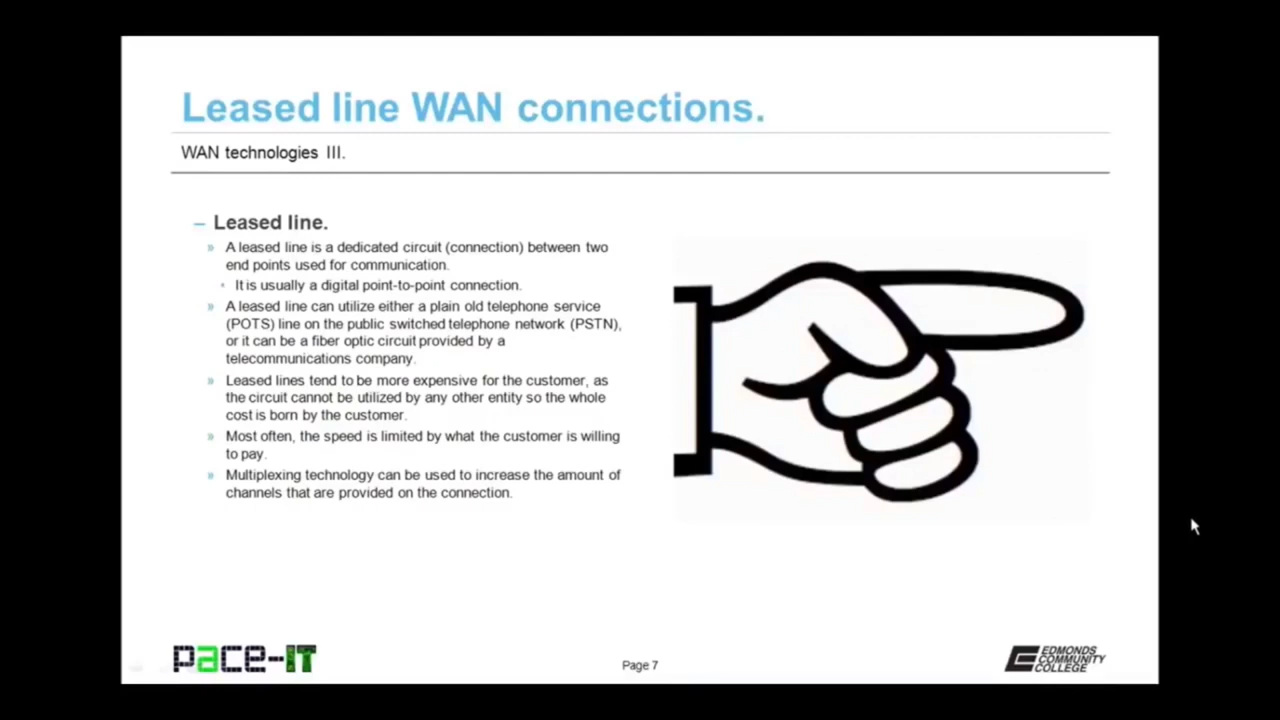 Leased line WAN connections.
WAN technologies III.
– Leased line.
» A leased line is a dedicated circuit (connection) between two
end points used for communication.
• It is usually a digital point-to-point connection.
» A leased line can utilize either a plain old telephone service
(POTS) line on the public switched telephone network (PSTN),
or it can be a fiber optic circuit provided by a
telecommunications company.
» Leased lines tend to be more expensive for the customer, as
the circuit cannot be utilized by any other entity so the whole
cost is born by the customer.
» Most often, the speed is limited by what the customer is willing
to pay.
» Multiplexing technology can be used to increase the amount of
channels that are provided on the connection.
pace-IT
Page 7
EDMONDS
COMMUNITY
COLLEGE